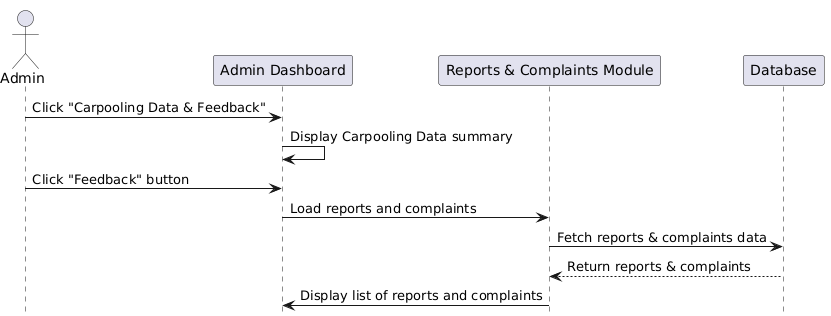 Admin
Admin Dashboard
Reports & Complaints Module
Database
Click "Carpooling Data & Feedback"
Display Carpooling Data summary
Click "Feedback" button
Load reports and complaints
Fetch reports & complaints data
Return reports & complaints
Display list of reports and complaints